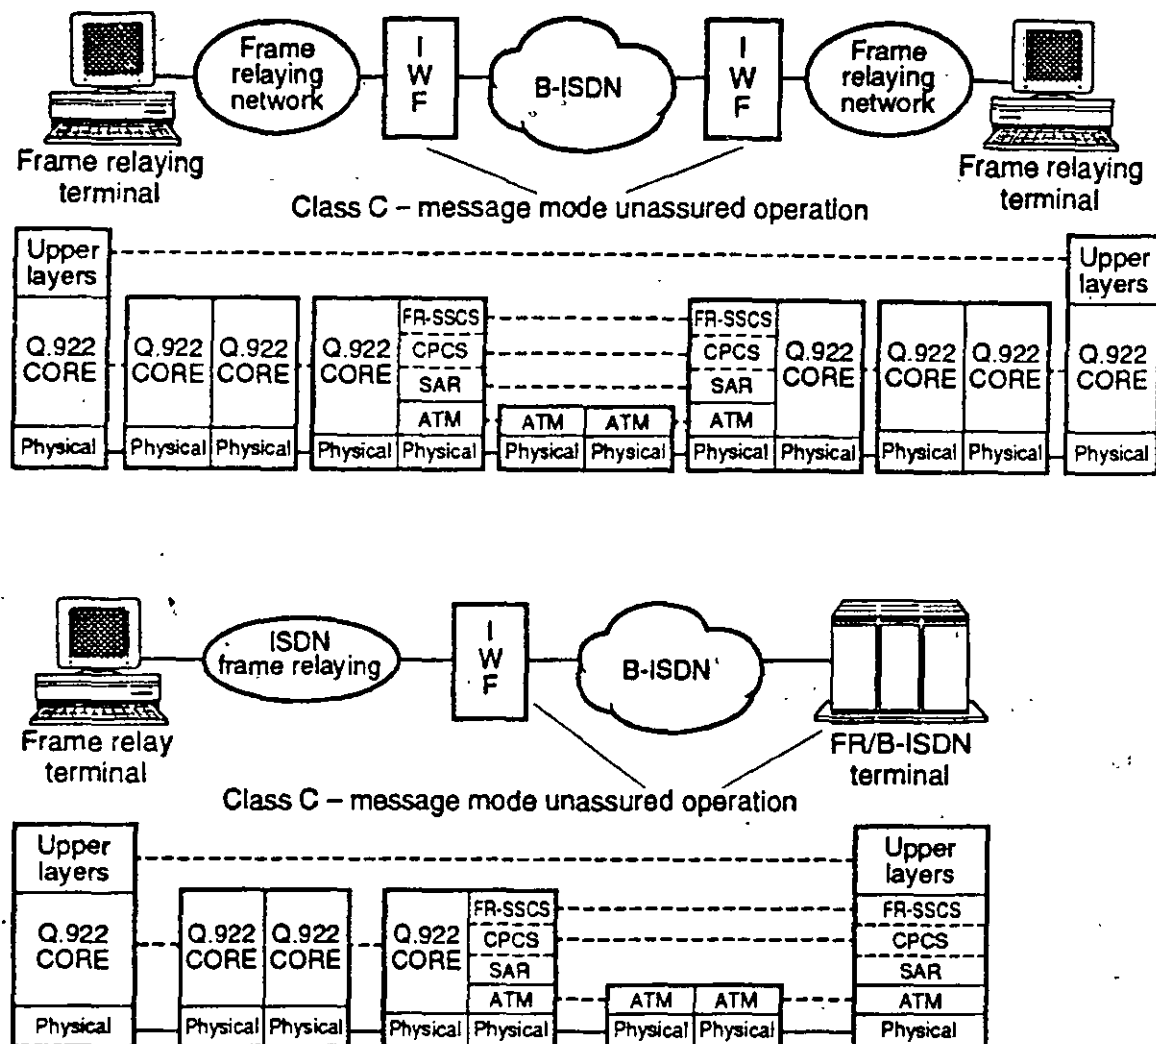 Frame
relaying
network
I
W
F
B-ISDN
I
W
F
Frame
relaying
network
Frame relaying
terminal
Frame relaying
terminal
Class C – message mode unassured operation
Upper
layers
Upper
layers
Q.922
CORE
Q.922
CORE
Q.922
CORE
Q.922
CORE
FR-SSCS
CPCS
SAR
ATM
ATM
ATM
FR-SSCS
CPCS
SAR
ATM
Q.922
CORE
Q.922
CORE
Q.922
CORE
Q.922
CORE
Physical
Physical
Physical
Physical
Physical
Physical
Physical
Physical
Physical
Physical
Physical
Physical
ISDN
frame relaying
I
W
F
B-ISDN
Frame relay
terminal
FR/B-ISDN
terminal
Class C – message mode unassured operation
Upper
layers
Upper
layers
Q.922
CORE
Q.922
CORE
Q.922
CORE
Q.922
CORE
FR-SSCS
CPCS
SAR
ATM
ATM
ATM
FR-SSCS
CPCS
SAR
ATM
Physical
Physical
Physical
Physical
Physical
Physical
Physical
Physical